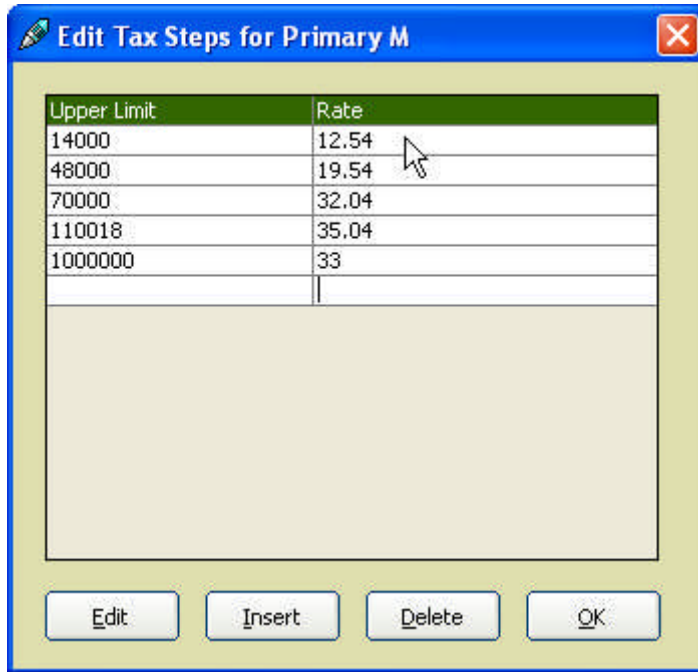 Edit Tax Steps for Primary M
Upper Limit Rate
14000 12.54
48000 19.54
70000 32.04
110018 35.04
1000000 33
Edit Insert Delete OK